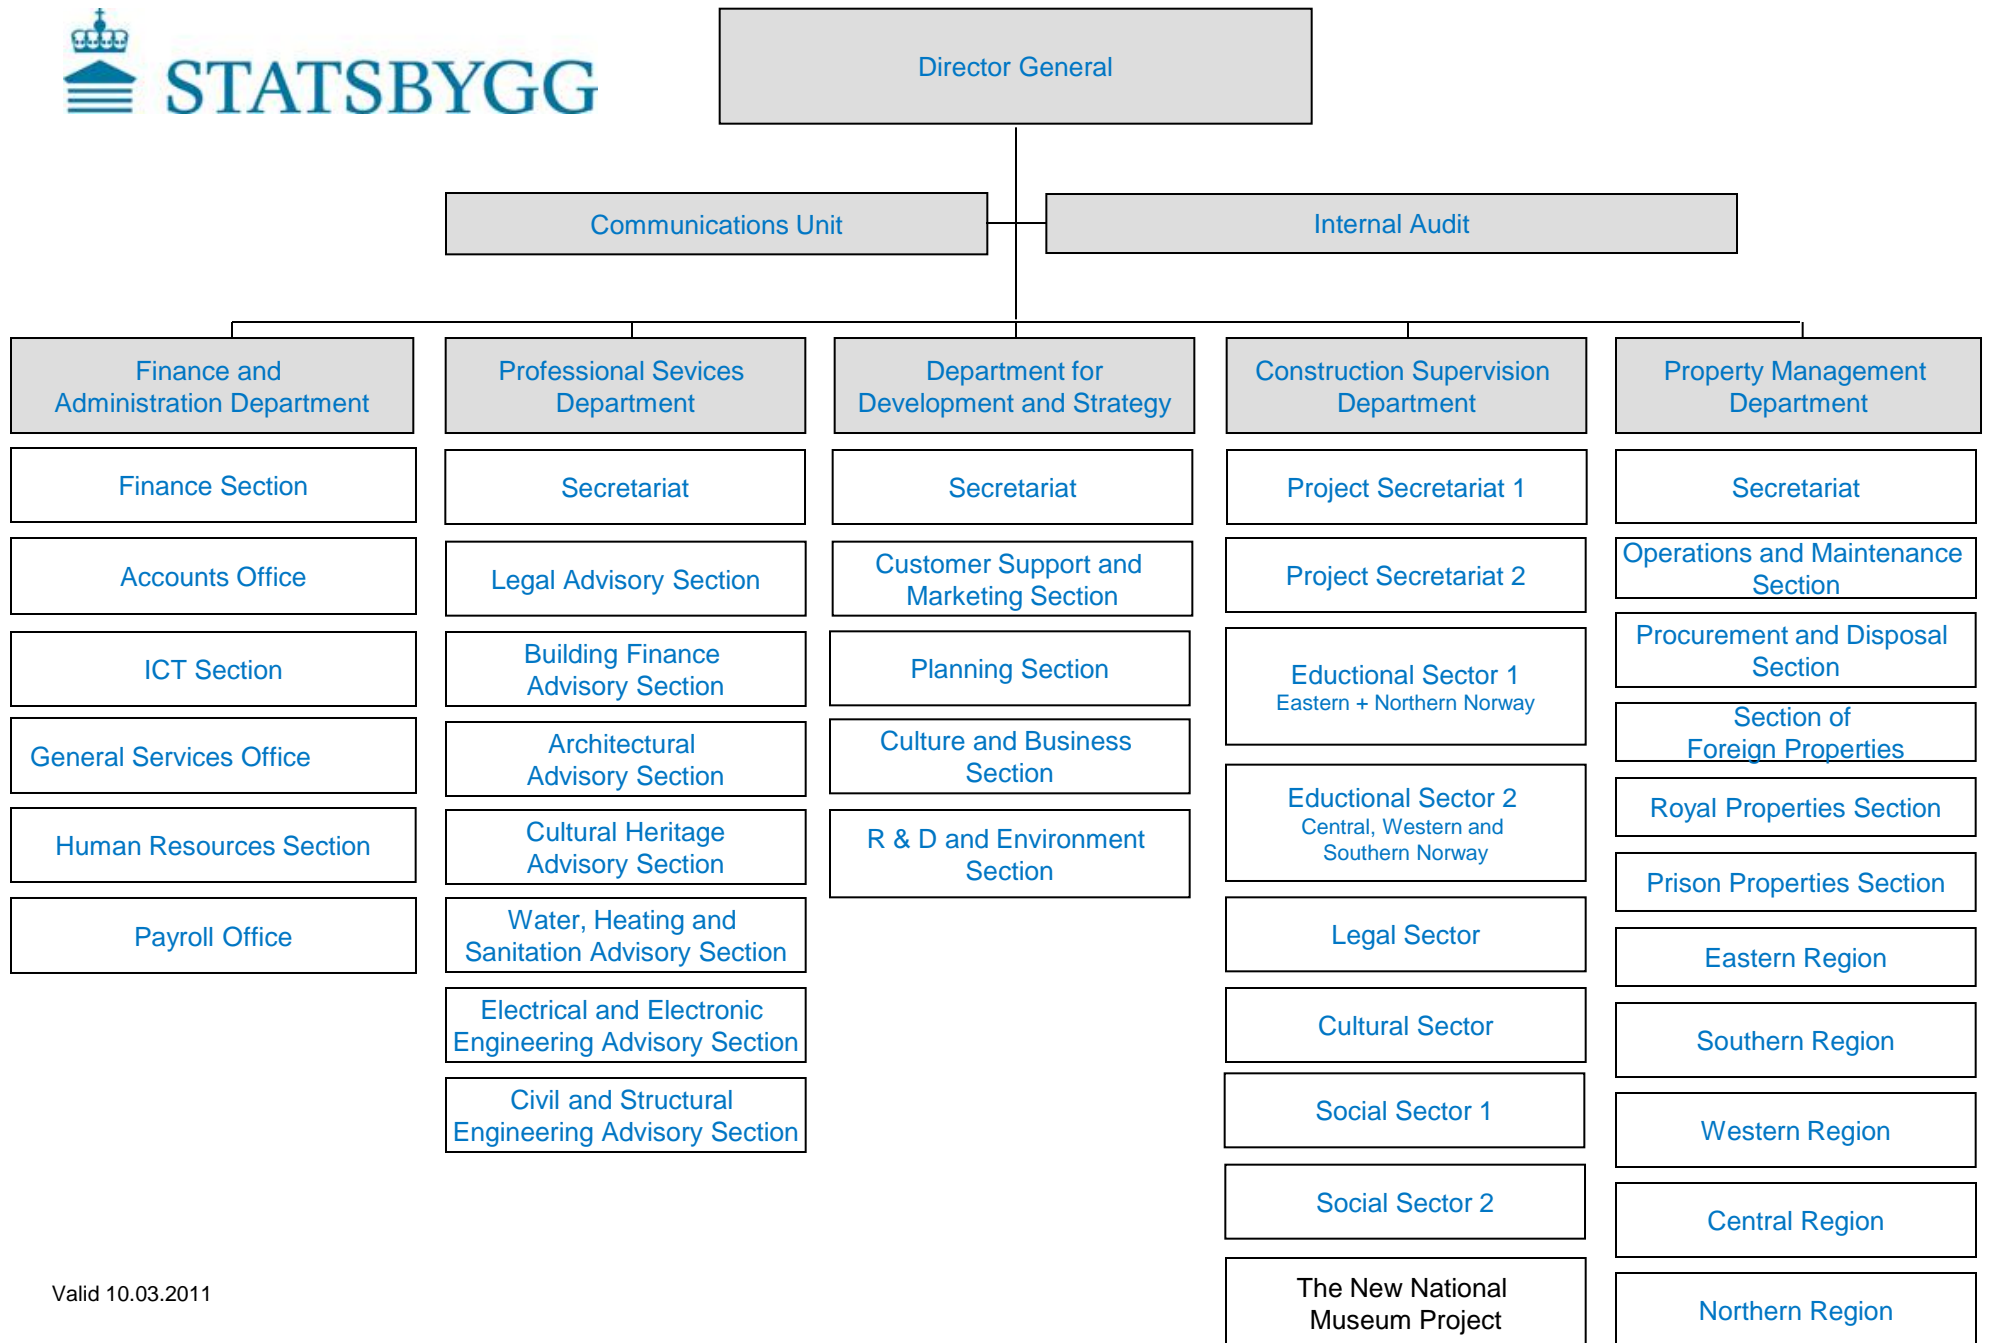 STATSBYGG
Director General
Communications Unit
Internal Audit
Finance and
Administration Department
Finance Section
Accounts Office
ICT Section
General Services Office
Human Resources Section
Payroll Office
Professional Sevices
Department
Secretariat
Legal Advisory Section
Building Finance
Advisory Section
Architectural
Advisory Section
Cultural Heritage
Advisory Section
Water, Heating and
Sanitation Advisory Section
Electrical and Electronic
Engineering Advisory Section
Civil and Structural
Engineering Advisory Section
Department for
Development and Strategy
Secretariat
Customer Support and
Marketing Section
Planning Section
Culture and Business
Section
R & D and Environment
Section
Construction Supervision
Department
Project Secretariat 1
Project Secretariat 2
Eductional Sector 1
Eastern + Northern Norway
Eductional Sector 2
Central, Western and
Southern Norway
Legal Sector
Cultural Sector
Social Sector 1
Social Sector 2
The New National
Museum Project
Property Management
Department
Secretariat
Operations and Maintenance
Section
Procurement and Disposal
Section
Section of
Foreign Properties
Royal Properties Section
Prison Properties Section
Eastern Region
Southern Region
Western Region
Central Region
Northern Region
Valid 10.03.2011